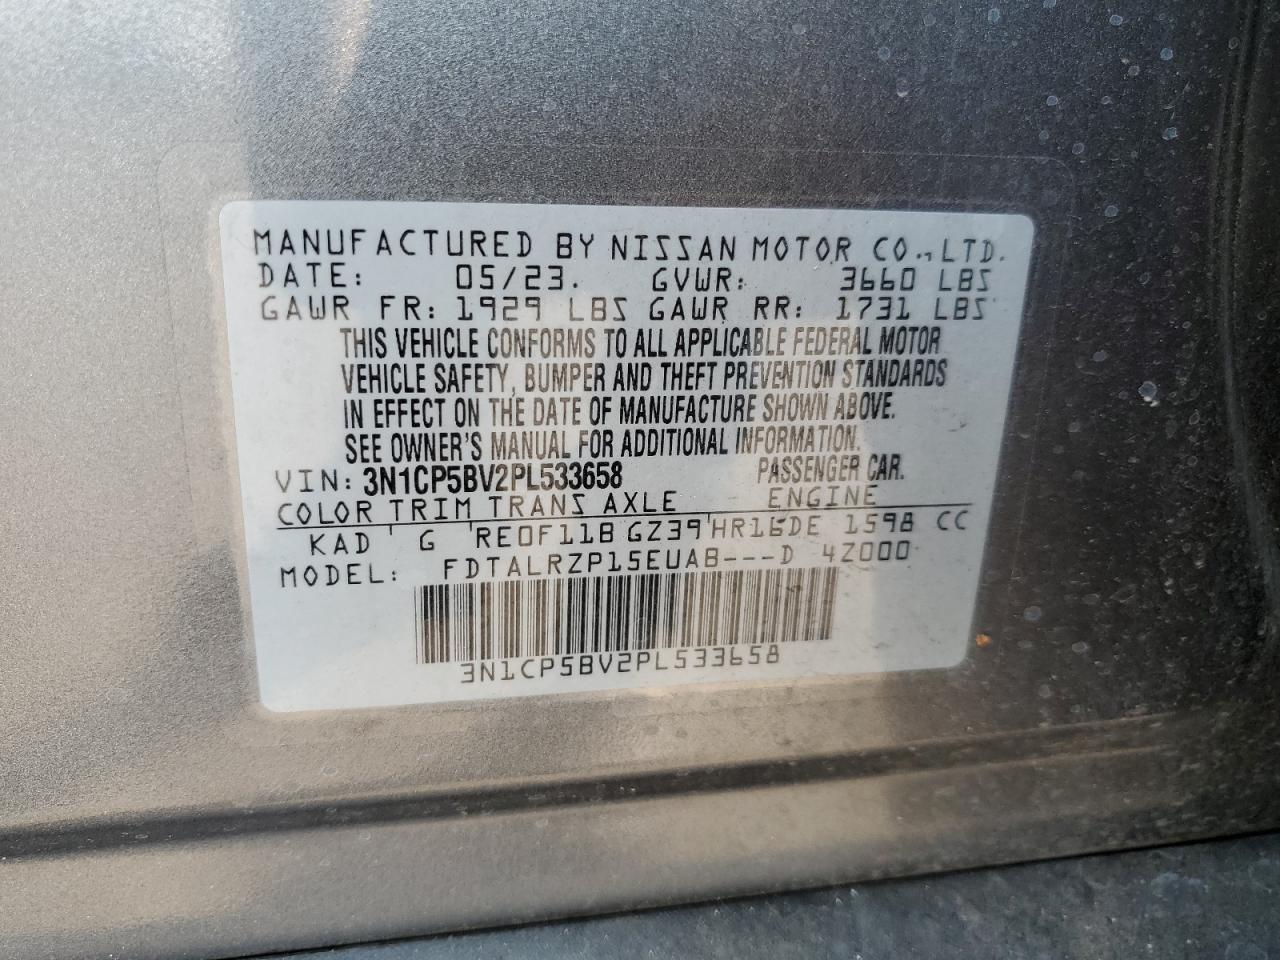 MANUFACTURED BY NISSAN MOTOR CO., LTD.
DATE: 05/23. GVWR: 3660 LBS
GAWR FR: 1929 LBS GAWR RR: 1731 LBS
THIS VEHICLE CONFORMS TO ALL APPLICABLE FEDERAL MOTOR
VEHICLE SAFETY, BUMPER AND THEFT PREVENTION STANDARDS
IN EFFECT ON THE DATE OF MANUFACTURE SHOWN ABOVE.
SEE OWNER'S MANUAL FOR ADDITIONAL INFORMATION.
VIN: 3N1CP5BV2PL533658 PASSENGER CAR.
COLOR TRIM TRANS AXLE ENGINE
KAD G RE0F11B GZ39 HR16DE 1598 CC
MODEL: FDTALRZP15EUAB---D 4Z000
3N1CP5BV2PL533658